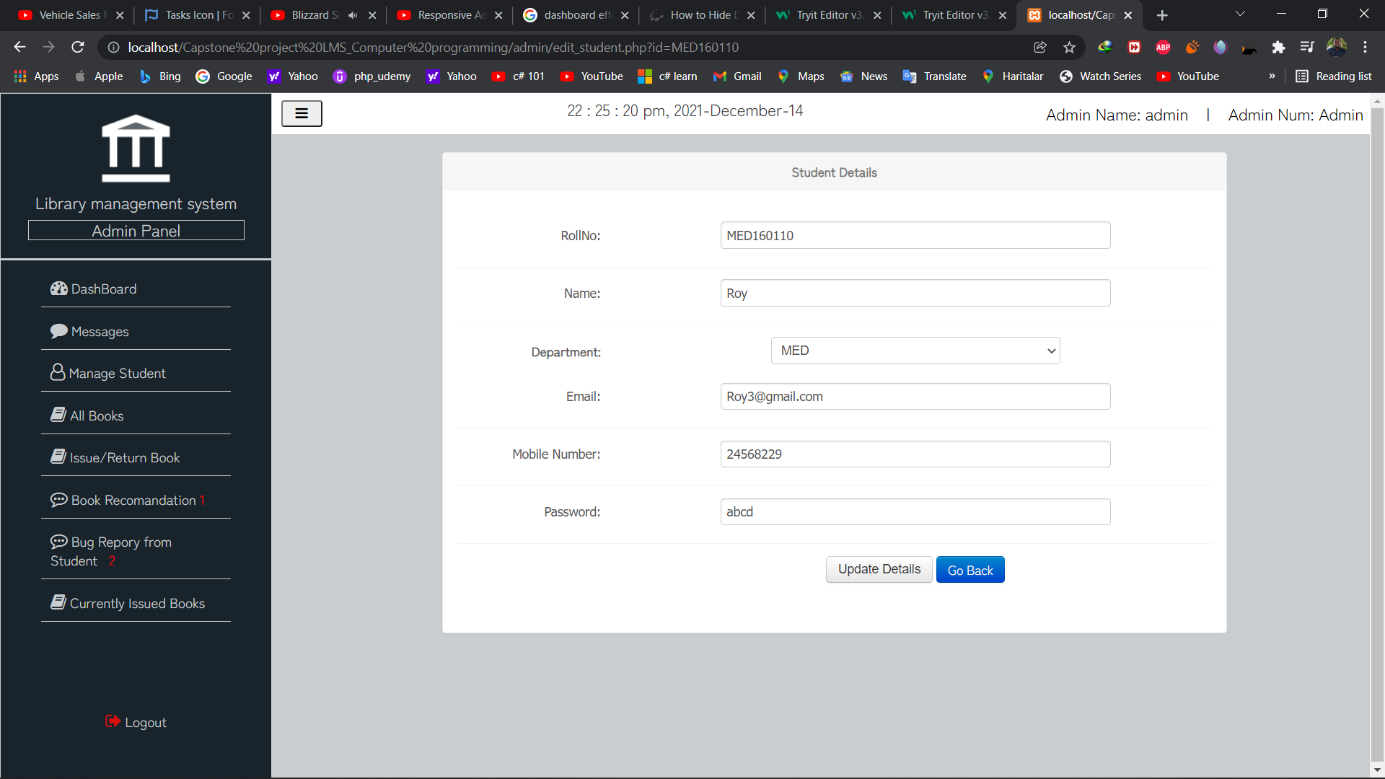 Vehicle Sales
Tasks Icon | Fo
Blizzard
Responsive Ad
dashboard eff
How to Hide
Tryit Editor v3.
Tryit Editor v3.
localhost/Cap
localhost/Capstone%20project%20LMS_Computer%20programming/admin/edit_student.php?id=MED160110
ABP
Apps
Apple
Bing
Google
Yahoo
php_udemy
Yahoo
c# 101
YouTube
c# learn
Gmail
Maps
News
Translate
Haritalar
Watch Series
YouTube
»
Reading list
22 : 25 : 20 pm, 2021-December-14
Admin Name: admin | Admin Num: Admin
Library management system
Admin Panel
DashBoard
Messages
Manage Student
All Books
Issue/Return Book
Book Recomandation 1
Bug Repory from
Student 2
Currently Issued Books
Logout
Student Details
RollNo: MED160110
Name: Roy
Department: MED
Email: Roy3@gmail.com
Mobile Number: 24568229
Password: abcd
Update Details
Go Back